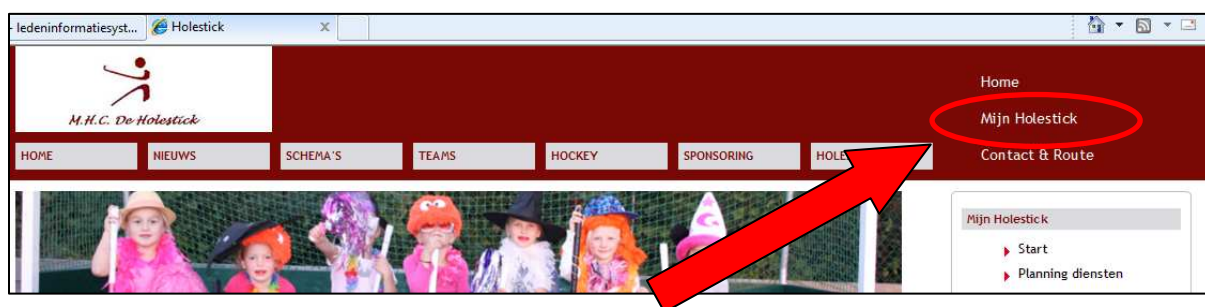 ledeninformatiesyst... Holestick x
M.H.C. De Holestick
Home
Mijn Holestick
Contact & Route
HOME NIEUWS SCHEMA'S TEAMS HOCKEY SPONSORING
Mijn Holestick
Start
Planning diensten